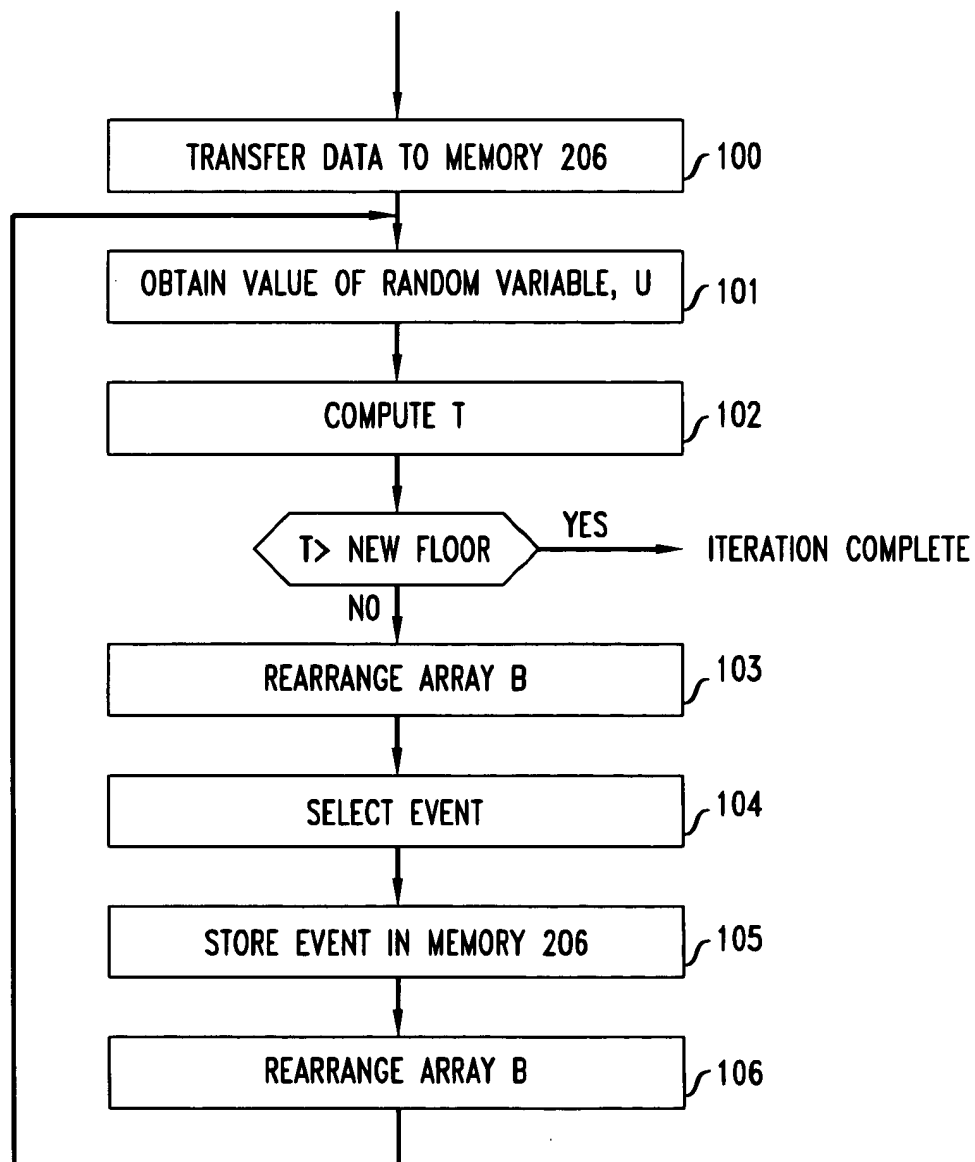 TRANSFER DATA TO MEMORY 206
100
OBTAIN VALUE OF RANDOM VARIABLE, U
101
COMPUTE T
102
T> NEW FLOOR
YES
ITERATION COMPLETE
NO
REARRANGE ARRAY B
103
SELECT EVENT
104
STORE EVENT IN MEMORY 206
105
REARRANGE ARRAY B
106